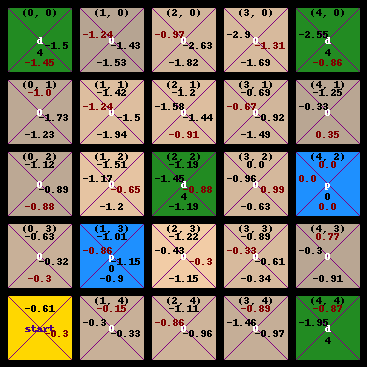 (0, 0) (1, 0) (2, 0) (3, 0) (4, 0)
-1.24 -0.97 -2.9 -2.55
d d
-1.5 -1.43 -2.63 -1.31
4 4
-1.45 -1.53 -1.82 -1.69 -0.86
(0, 1) (1, 1) (2, 1) (3, 1) (4, 1)
-1.0 -1.42 -1.2 -0.69 -1.25
-1.24 -1.58 -0.67 -0.33
-1.73 -1.5 -1.44 -0.92
-1.23 -1.94 -0.91 -1.49 0.35
(0, 2) (1, 2) (2, 2) (3, 2) (4, 2)
-1.12 -1.51 -1.19 0.0 0.0
-1.17 -1.45 -0.96 0.0
d p
-0.89 -0.65 -0.88 -0.99
4 0
-0.88 -1.2 -1.19 -0.63 0.0
(0, 3) (1, 3) (2, 3) (3, 3) (4, 3)
-0.63 -1.01 -1.22 -0.89 0.77
-0.86 -0.43 -0.33 -0.3
p
-0.32 -1.15 -0.3 -0.61
0
-0.3 -0.9 -1.15 -0.34 -0.91
(1, 4) (2, 4) (3, 4) (4, 4)
-0.61 -0.15 -1.11 -0.89 -0.87
-0.3 -0.86 -1.46 -1.95
start d
-0.3 -0.33 -0.96 -0.97
4